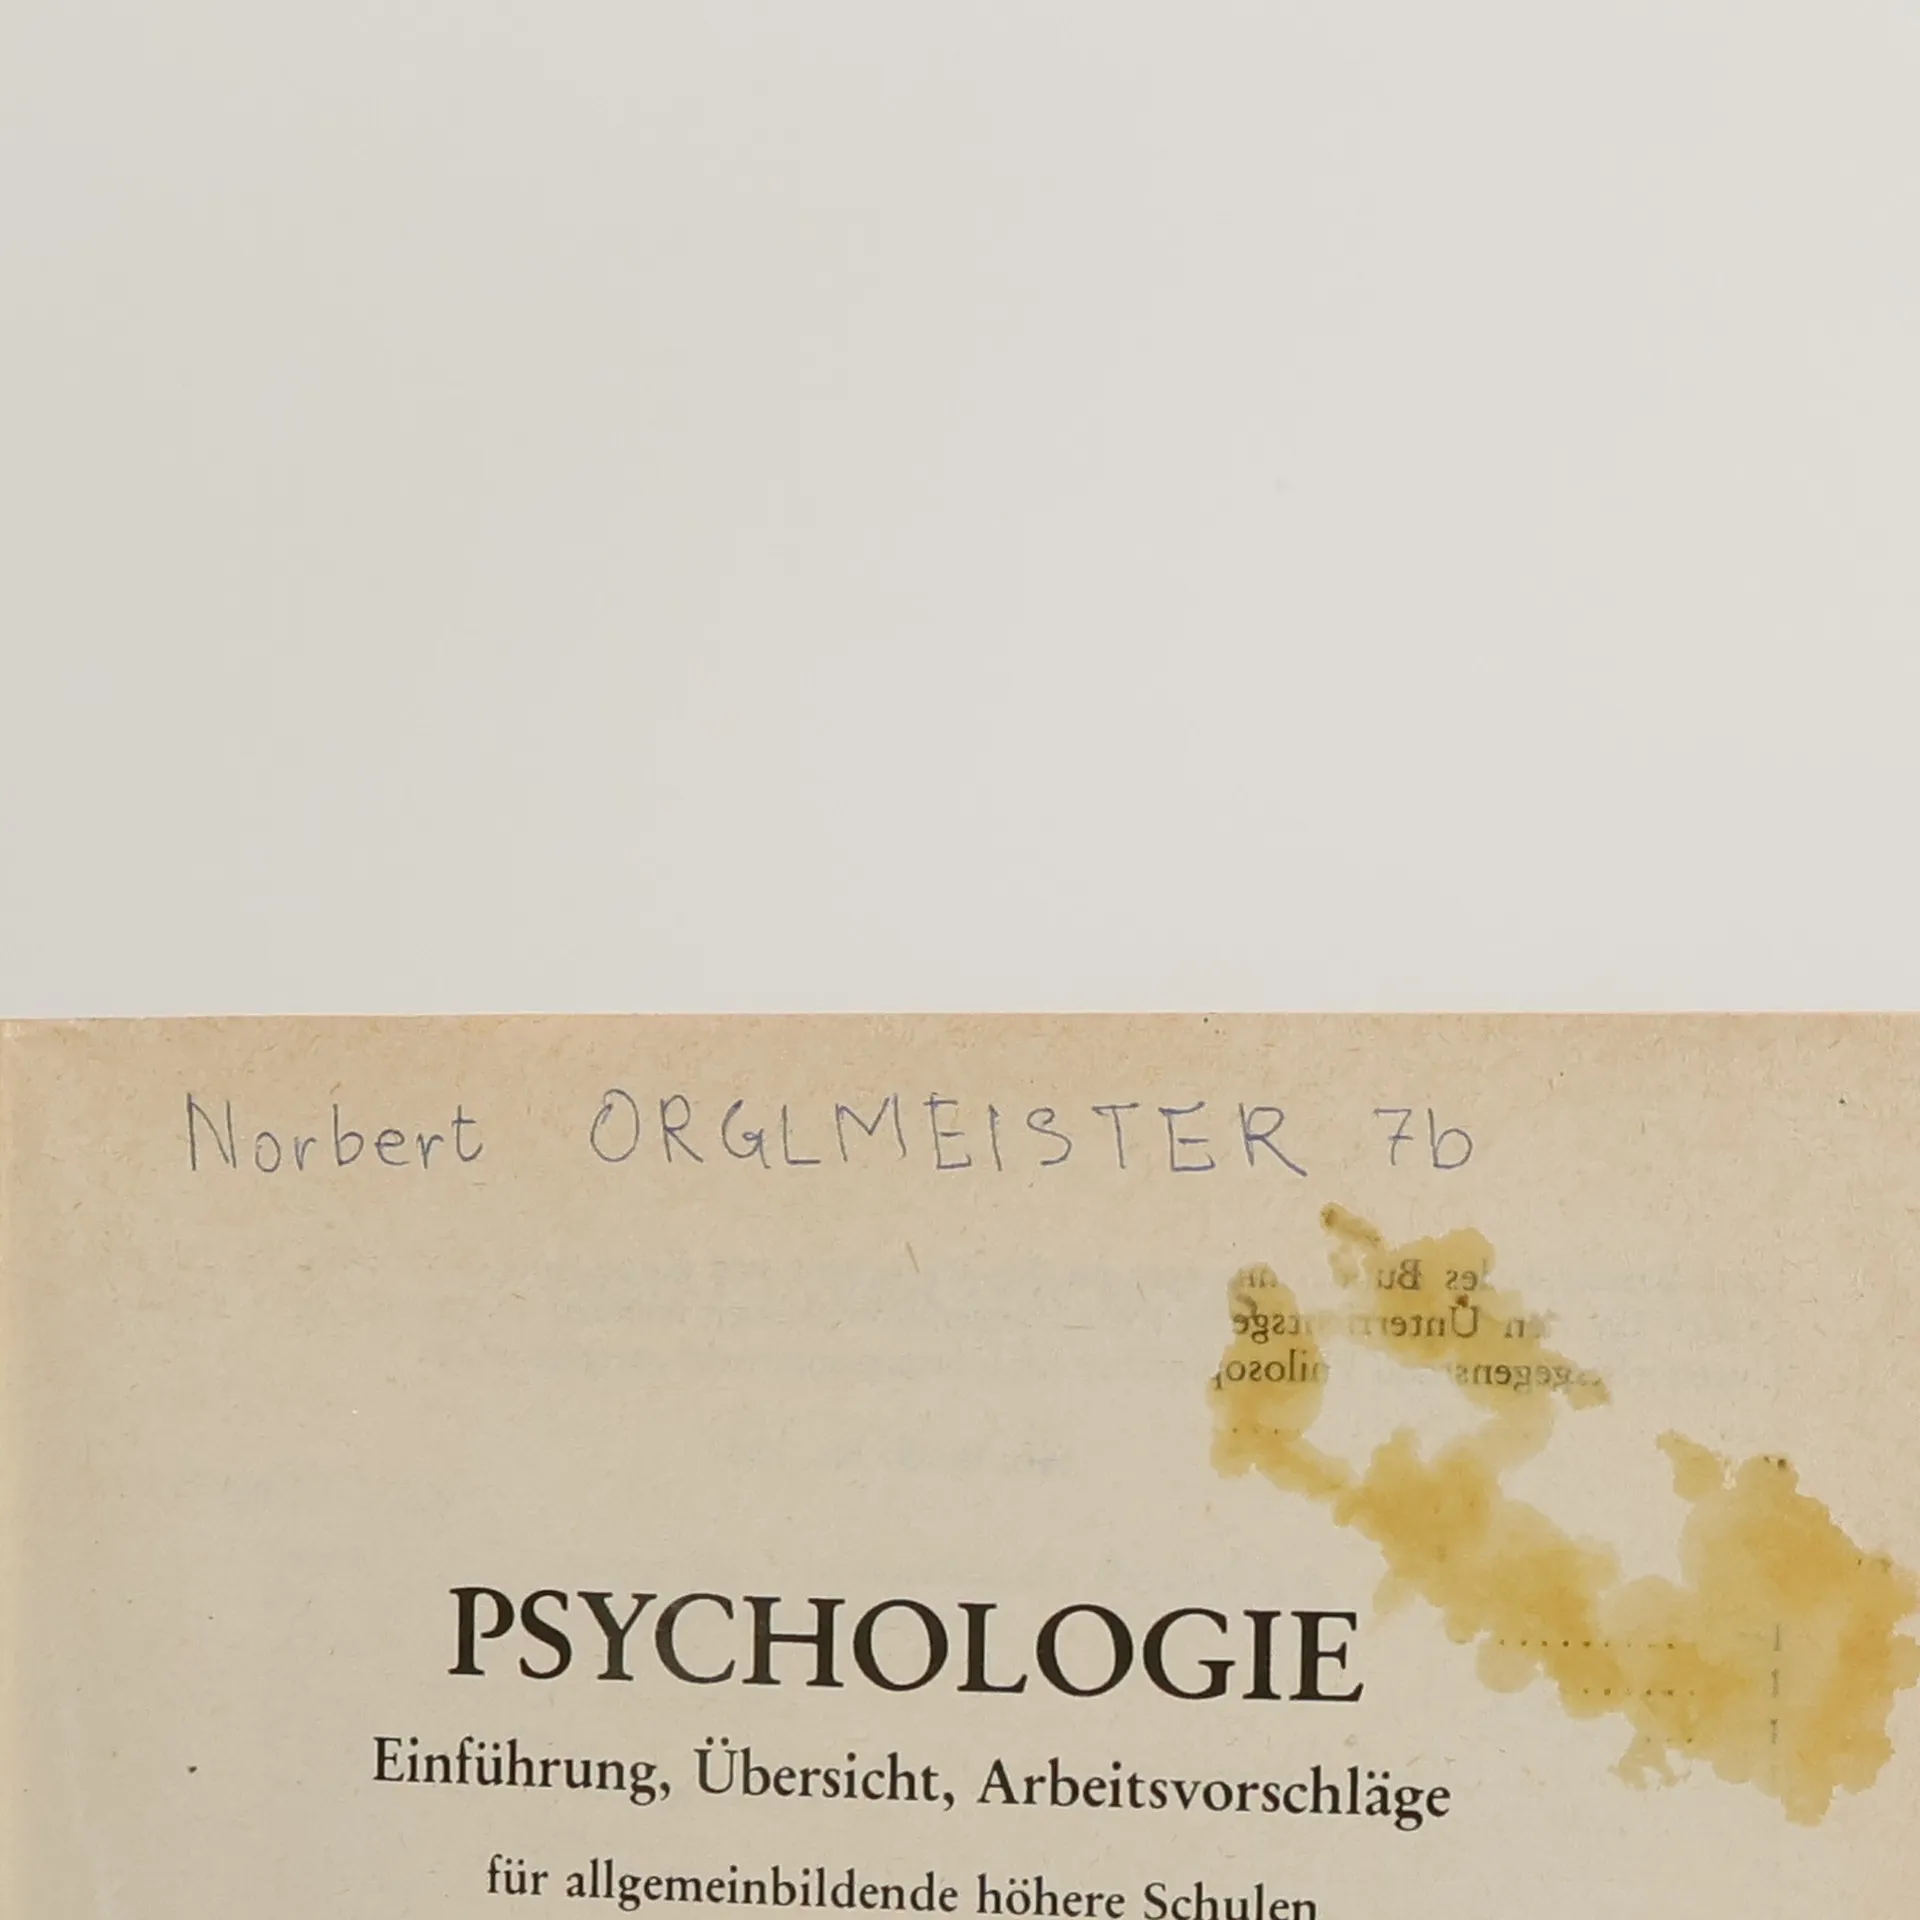 Norbert ORGLMEISTER 7b
PSYCHOLOGIE
Einführung, Übersicht, Arbeitsvorschläge
für allgemeinbildende höhere Schulen